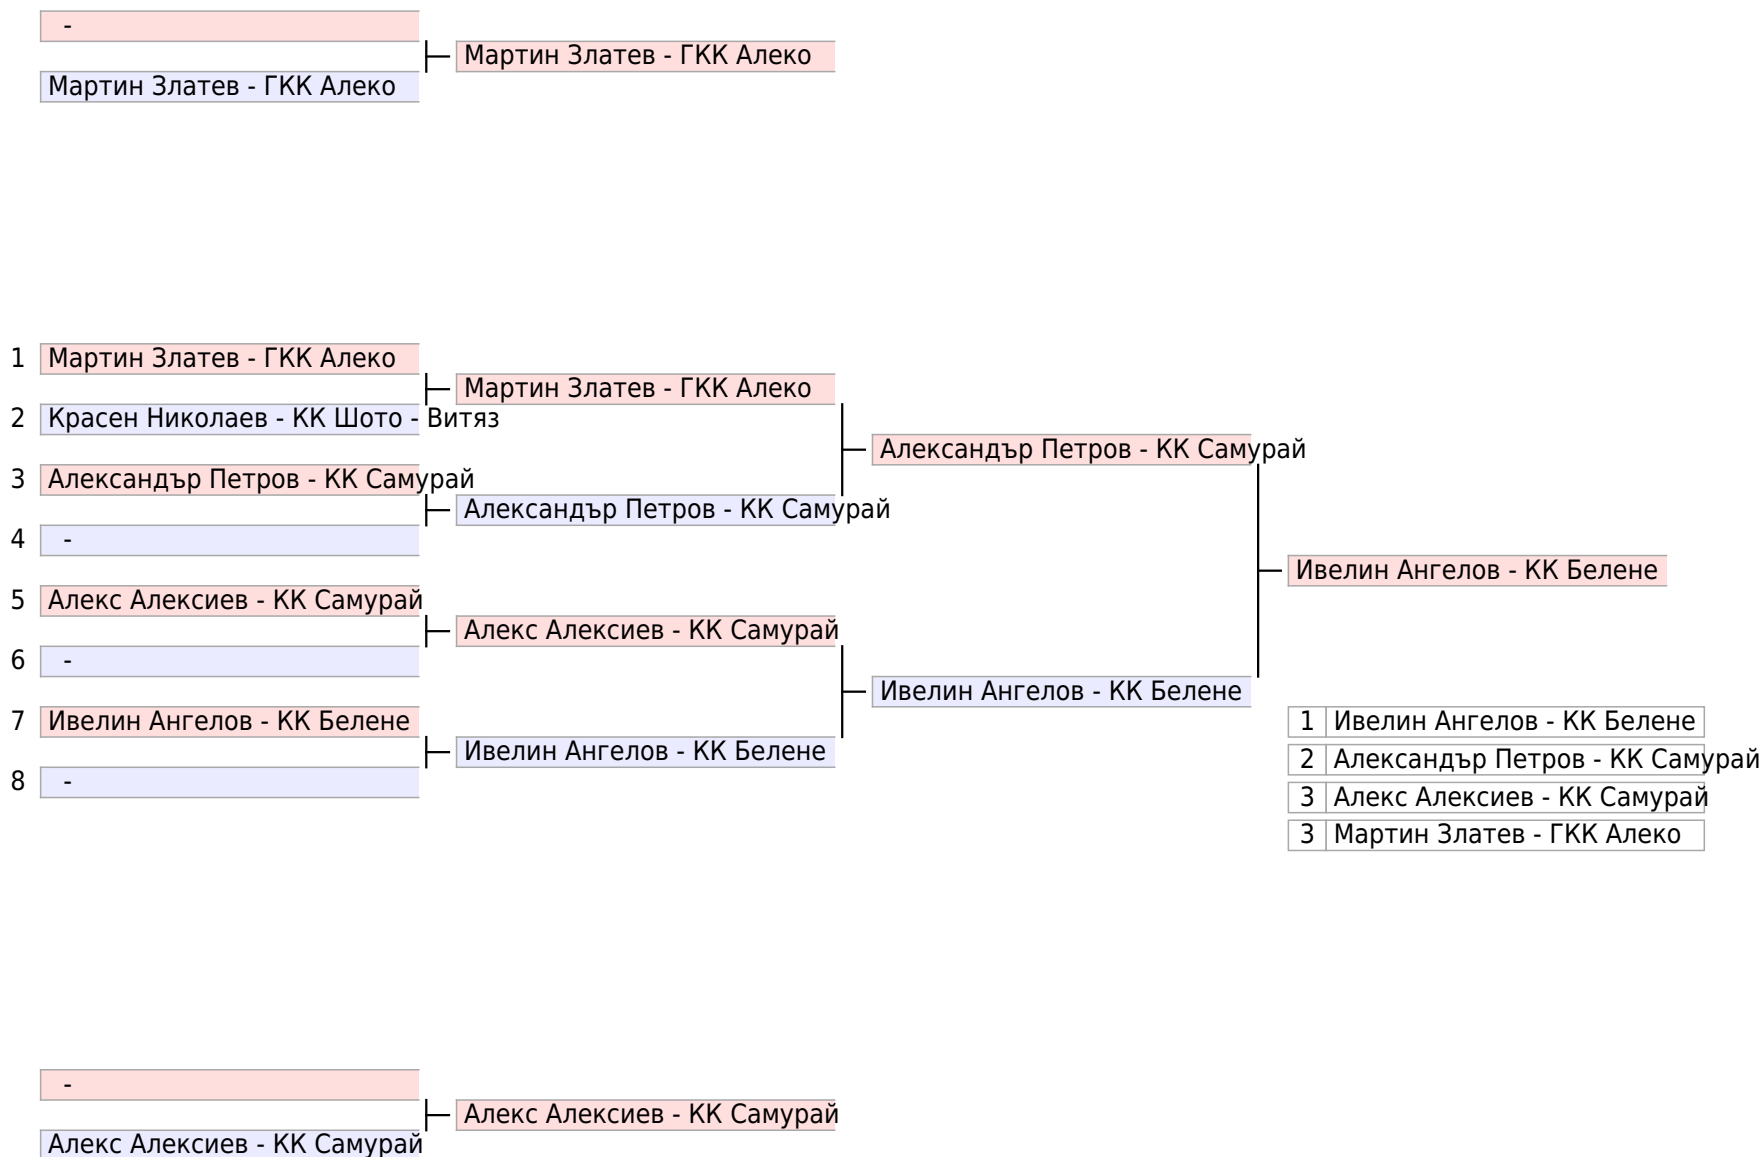 -
Мартин Златев - ГКК Алеко
Мартин Златев - ГКК Алеко
1 Мартин Златев - ГКК Алеко
Мартин Златев - ГКК Алеко
2 Красен Николаев - КК Шото - Витяз
Александър Петров - КК Самурай
3 Александър Петров - КК Самурай
Александър Петров - КК Самурай
4 -
Ивелин Ангелов - КК Белене
5 Алекс Алексиев - КК Самурай
Алекс Алексиев - КК Самурай
6 -
Ивелин Ангелов - КК Белене
7 Ивелин Ангелов - КК Белене
1 Ивелин Ангелов - КК Белене
Ивелин Ангелов - КК Белене
2 Александър Петров - КК Самурай
8 -
3 Алекс Алексиев - КК Самурай
3 Мартин Златев - ГКК Алеко
-
Алекс Алексиев - КК Самурай
Алекс Алексиев - КК Самурай